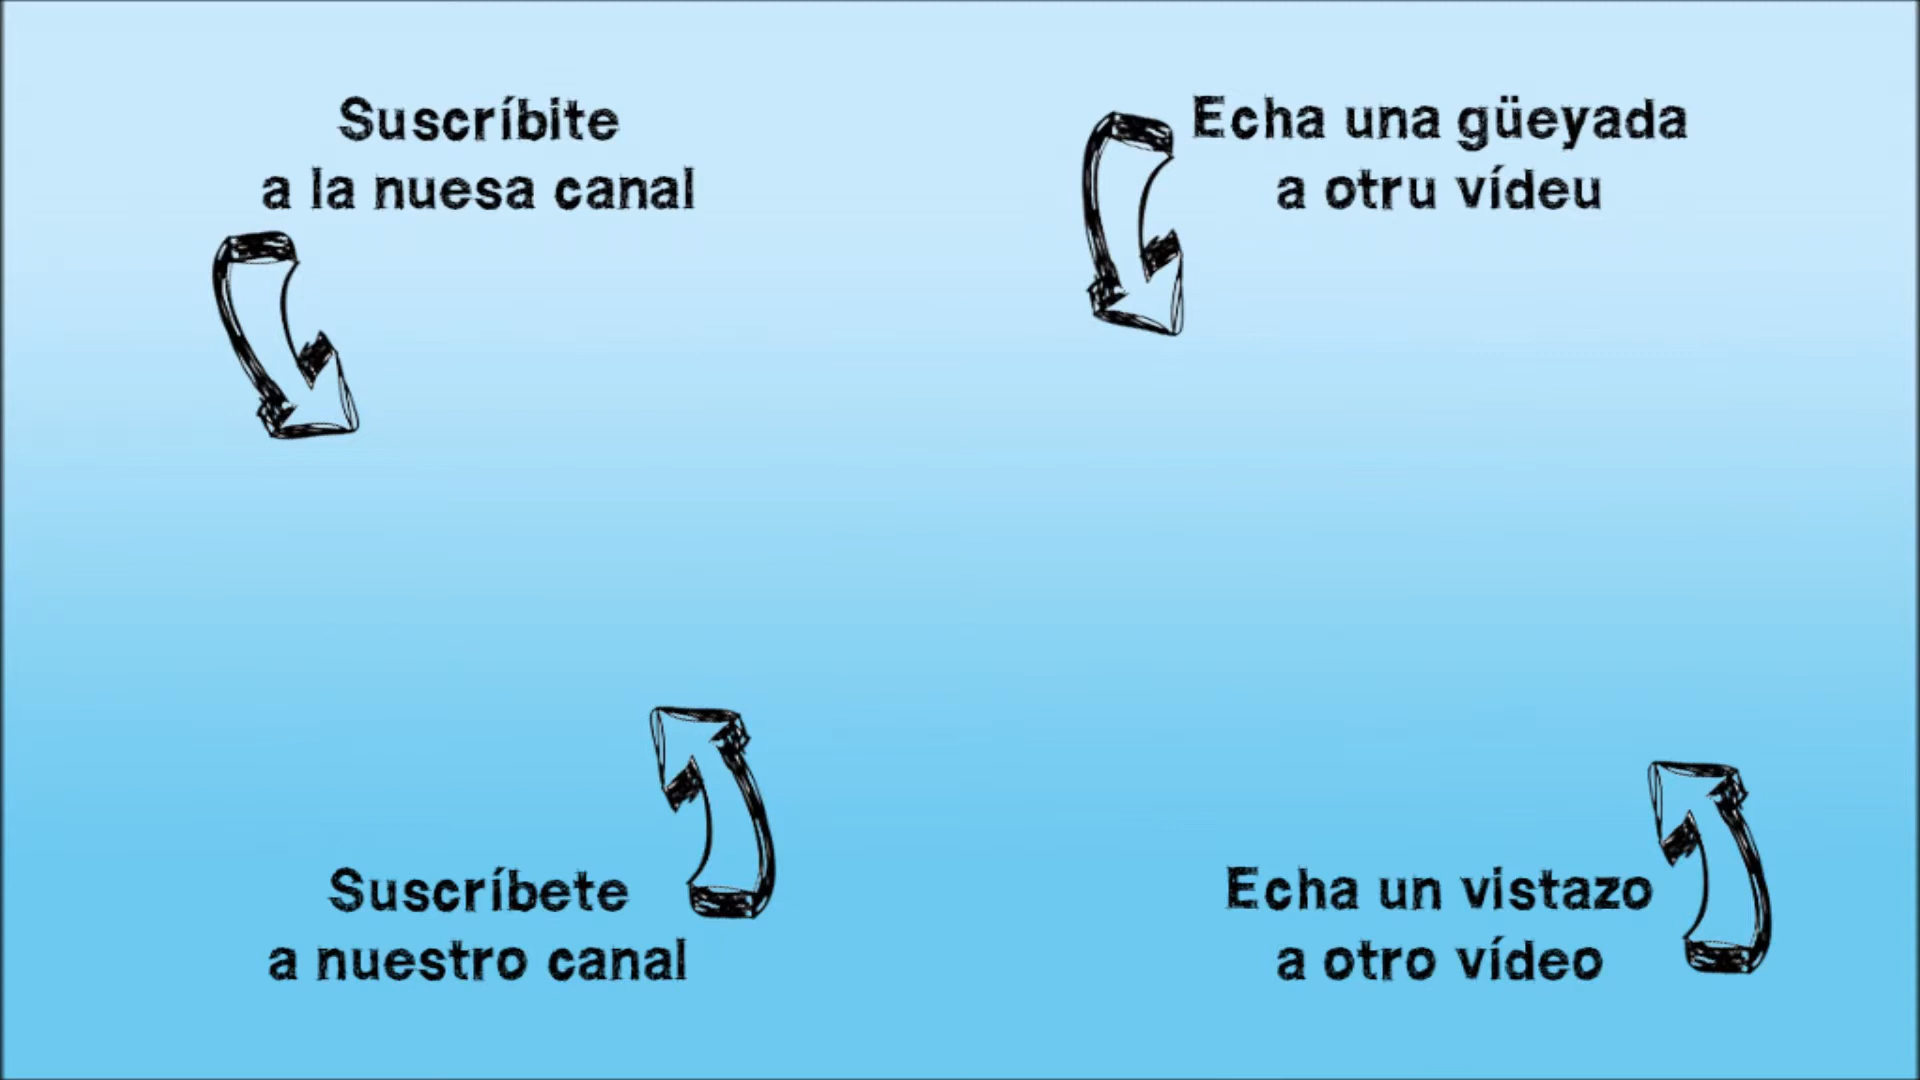 Suscríbite
a la nuesa canal
Echa una güeyada
a otru vídeu
Suscríbete
a nuestro canal
Echa un vistazo
a otro vídeo